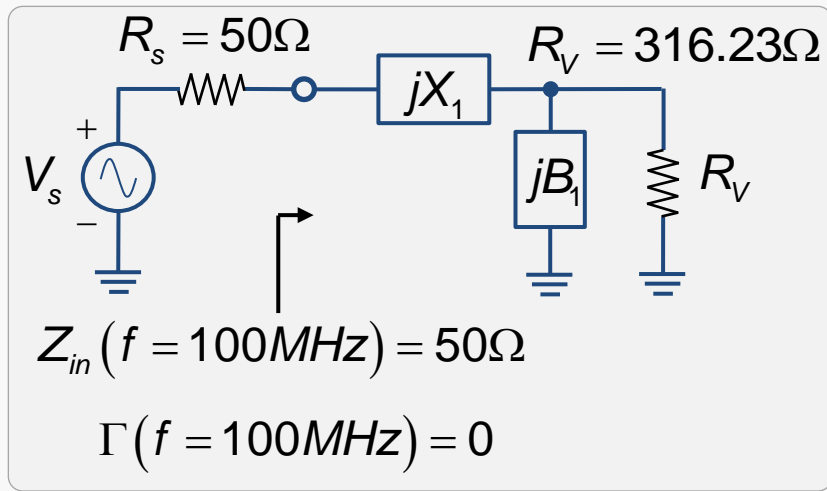 R_s = 50Ω
R_V = 316.23Ω
jX_1
+
V_s
−
jB_1
R_V
Z_in (f = 100MHz) = 50Ω
Γ(f = 100MHz) = 0